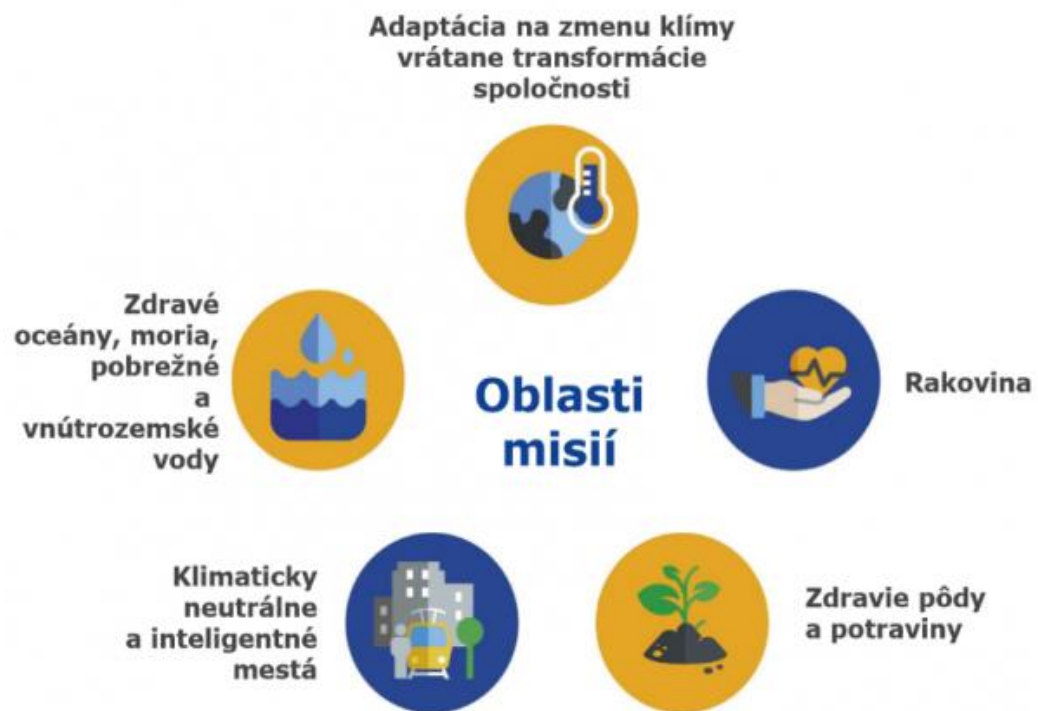 Adaptácia na zmenu klímy
vrátane transformácie
spoločnosti
Zdravé
oceány, moria,
pobrežné
a
vnútrozemské
vody
Oblasti
misií
Rakovina
Klimaticky
neutrálne
a inteligentné
mestá
Zdravie pôdy
a potraviny